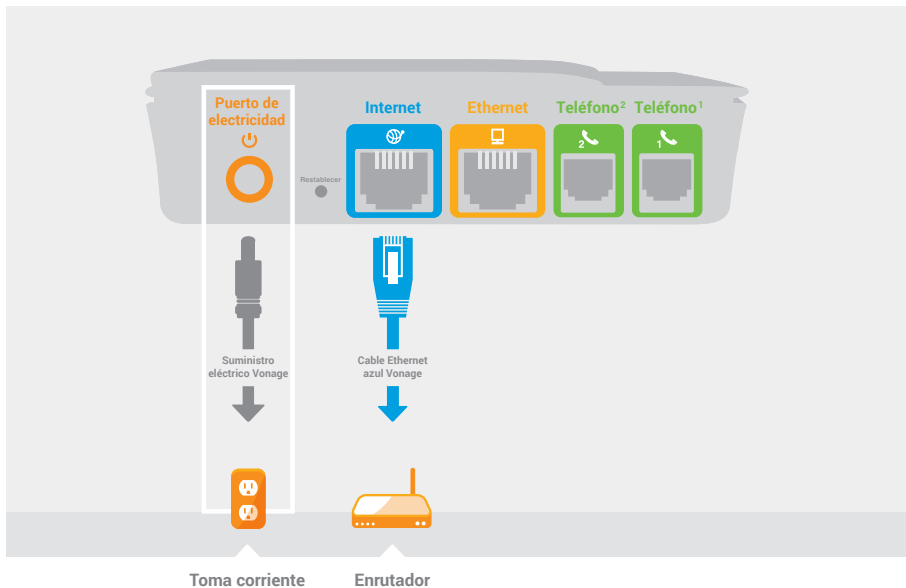 Puerto de
electricidad
Internet
Ethernet
Teléfono²
Teléfono¹
Restablecer
2
1
Suministro
eléctrico Vonage
Cable Ethernet
azul Vonage
Toma corriente
Enrutador